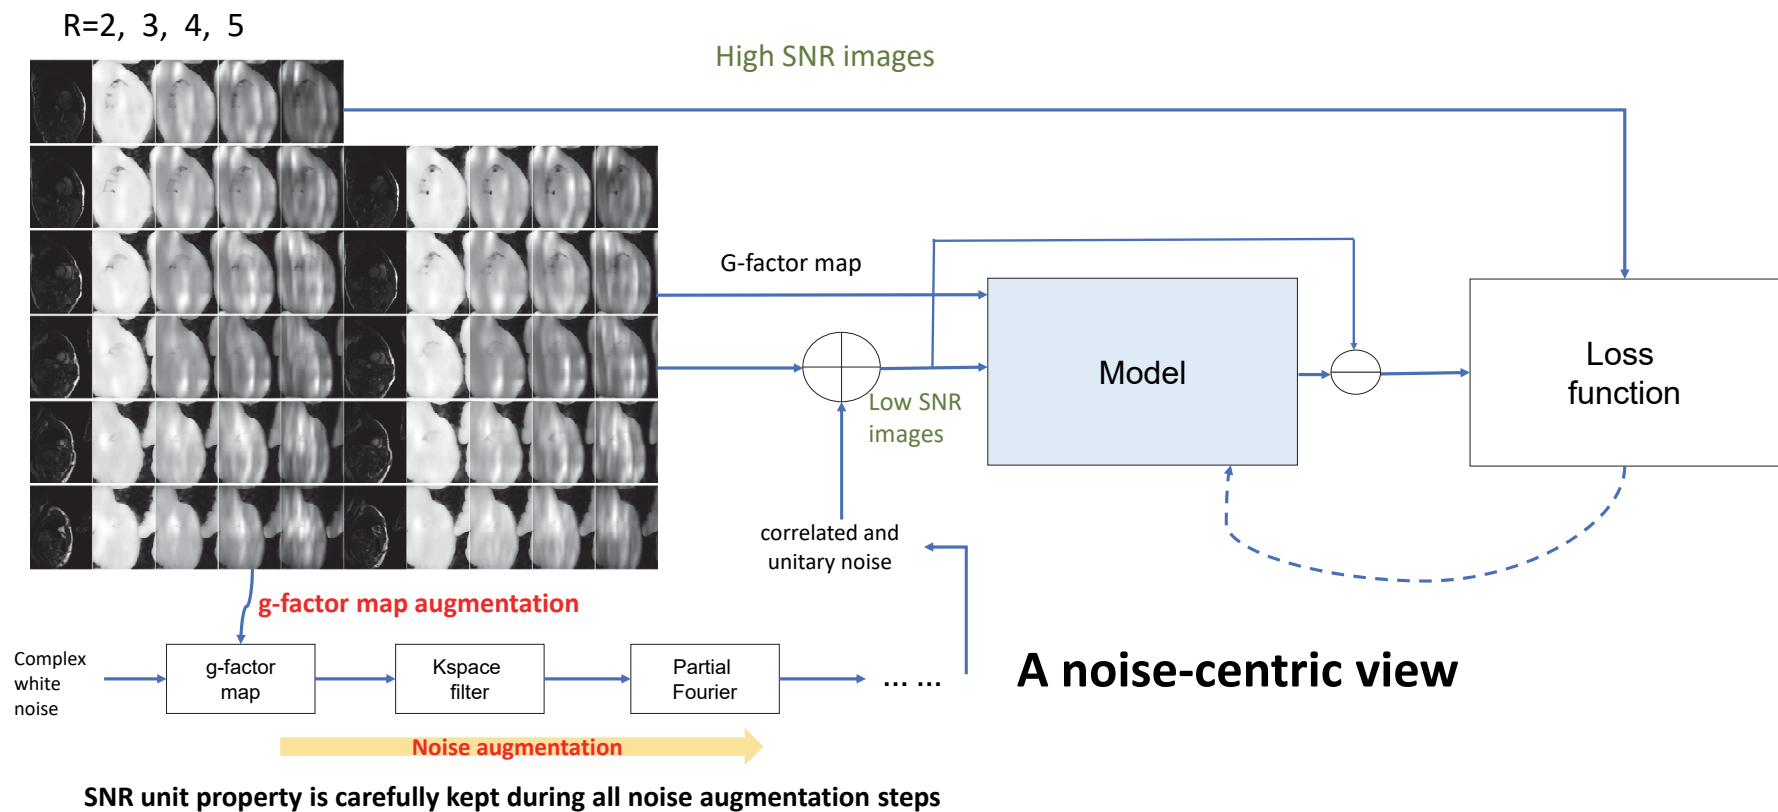 R=2, 3, 4, 5
High SNR images
G-factor map
Model
Loss
function
Low SNR
images
correlated and
unitary noise
g-factor map augmentation
Complex
white
noise
g-factor
map
Kspace
filter
Partial
Fourier
... ...
A noise-centric view
Noise augmentation
SNR unit property is carefully kept during all noise augmentation steps